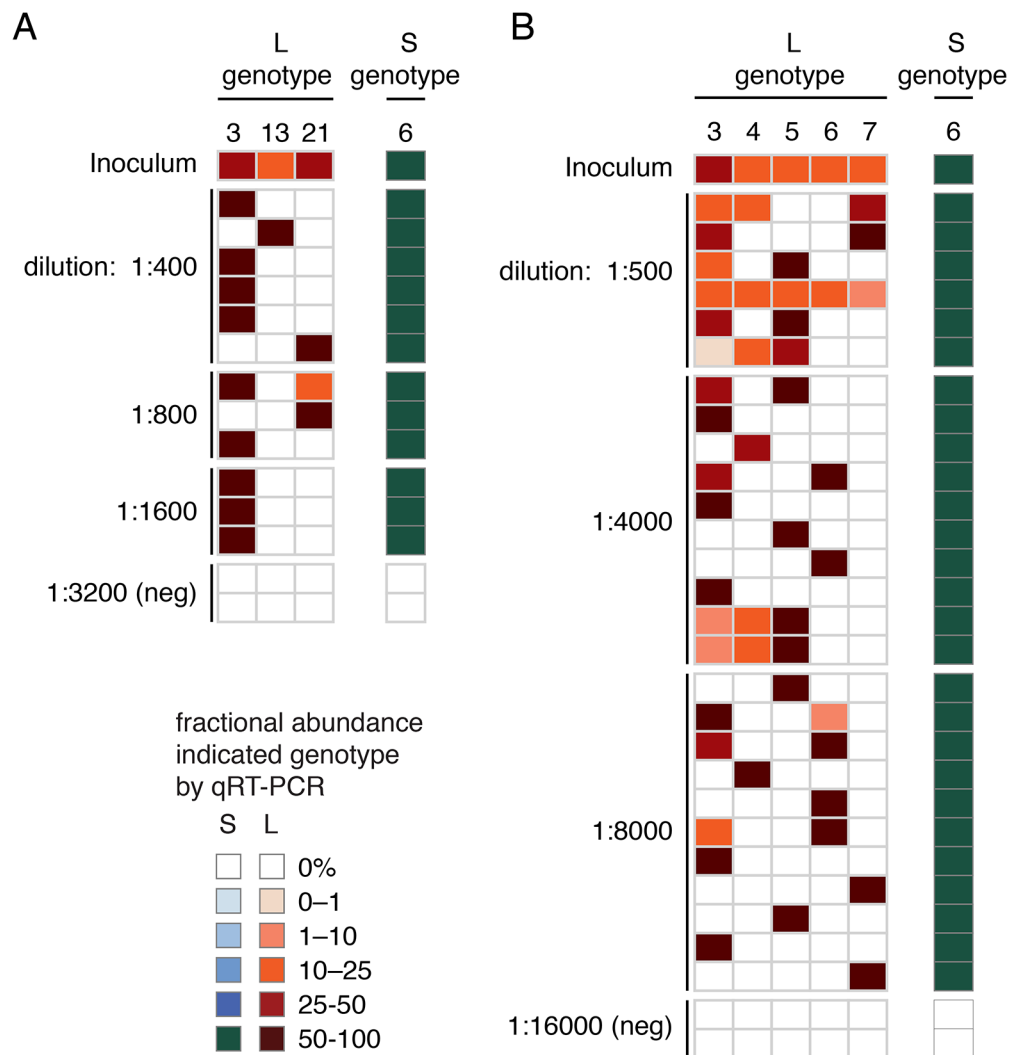 A
L
genotype
S
genotype
3 13 21
6
Inoculum
dilution: 1:400
1:800
1:1600
1:3200 (neg)
fractional abundance
indicated genotype
by qRT-PCR
S L
0%
0–1
1–10
10–25
25-50
50-100
B
L
genotype
S
genotype
3 4 5 6 7
6
Inoculum
dilution: 1:500
1:4000
1:8000
1:16000 (neg)